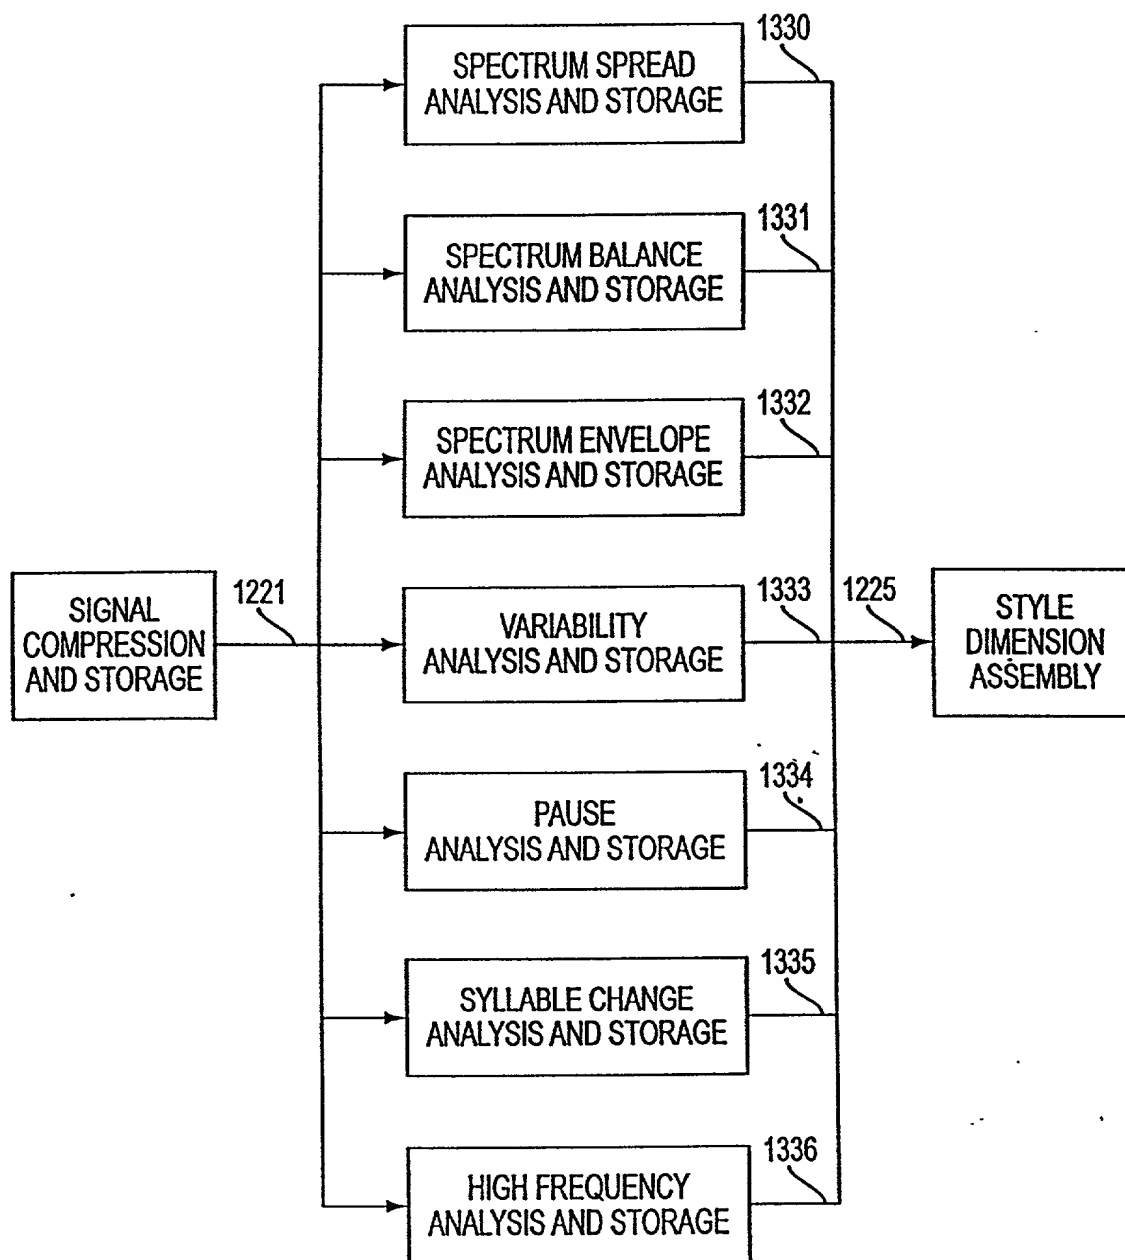 1330
SPECTRUM SPREAD
ANALYSIS AND STORAGE
1331
SPECTRUM BALANCE
ANALYSIS AND STORAGE
1332
SPECTRUM ENVELOPE
ANALYSIS AND STORAGE
SIGNAL
COMPRESSION
AND STORAGE
1221
1333
VARIABILITY
ANALYSIS AND STORAGE
1225
STYLE
DIMENSION
ASSEMBLY
1334
PAUSE
ANALYSIS AND STORAGE
1335
SYLLABLE CHANGE
ANALYSIS AND STORAGE
1336
HIGH FREQUENCY
ANALYSIS AND STORAGE